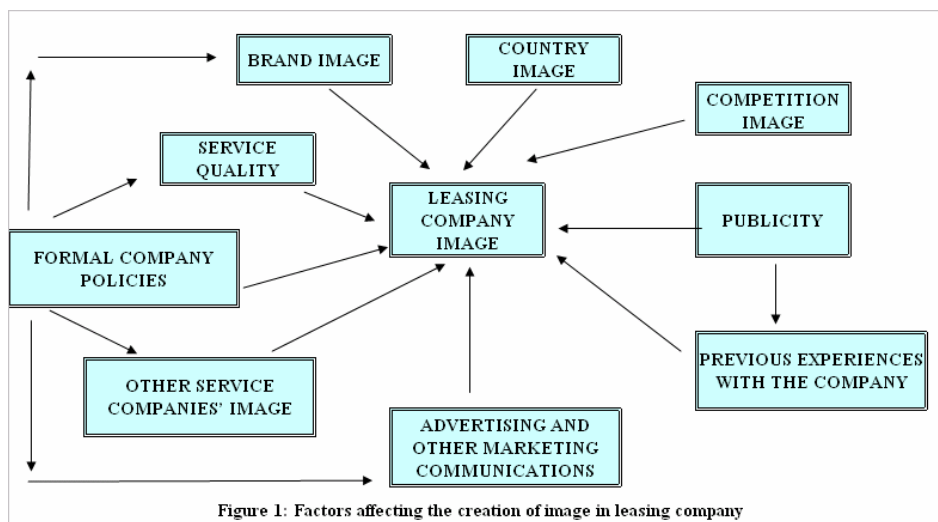 BRAND IMAGE
COUNTRY
IMAGE
COMPETITION
IMAGE
SERVICE
QUALITY
LEASING
COMPANY
IMAGE
PUBLICITY
FORMAL COMPANY
POLICIES
OTHER SERVICE
COMPANIES’ IMAGE
PREVIOUS EXPERIENCES
WITH THE COMPANY
ADVERTISING AND
OTHER MARKETING
COMMUNICATIONS
Figure 1: Factors affecting the creation of image in leasing company